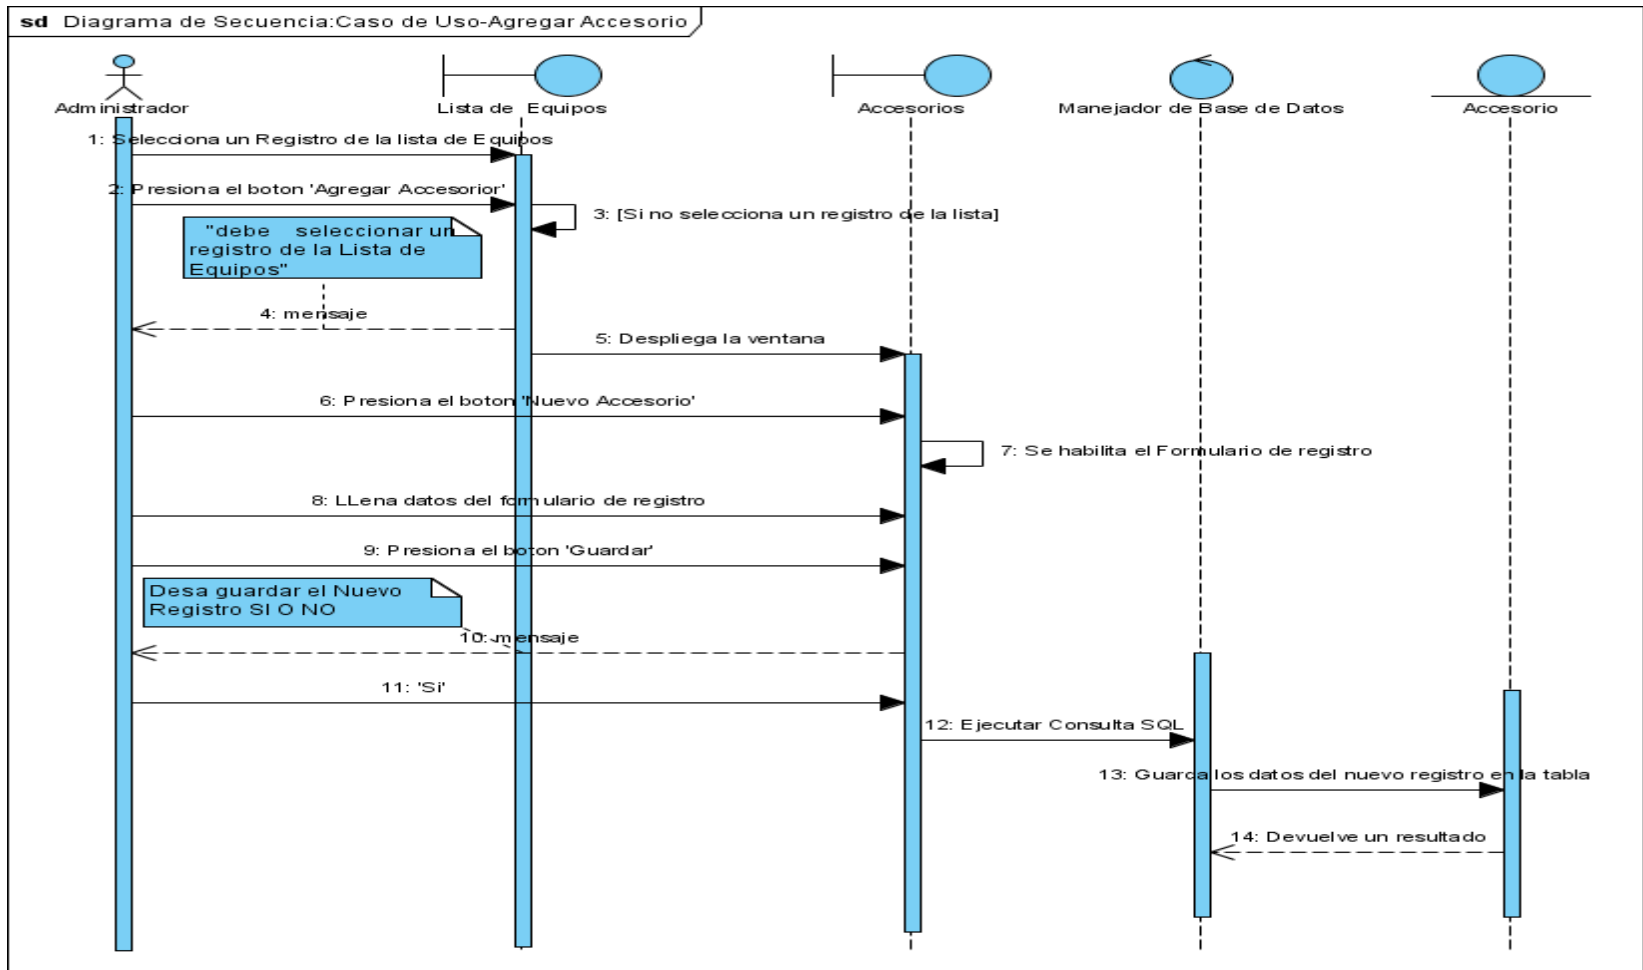 sd Diagrama de Secuencia:Caso de Uso-Agregar Accesorio
Administrador
Lista de Equipos
Accesorios
Manejador de Base de Datos
Accesorio
1: Selecciona un Registro de la lista de Equipos
2: Presiona el boton 'Agregar Accesorior'
3: [Si no selecciona un registro de la lista]
"debe seleccionar un
registro de la Lista de
Equipos"
4: mensaje
5: Despliega la ventana
6: Presiona el boton 'Nuevo Accesorio'
7: Se habilita el Formulario de registro
8: LLena datos del formulario de registro
9: Presiona el boton 'Guardar'
Desa guardar el Nuevo
Registro SI O NO
10: mensaje
11: 'Si'
12: Ejecutar Consulta SQL
13: Guarda los datos del nuevo registro en la tabla
14: Devuelve un resultado